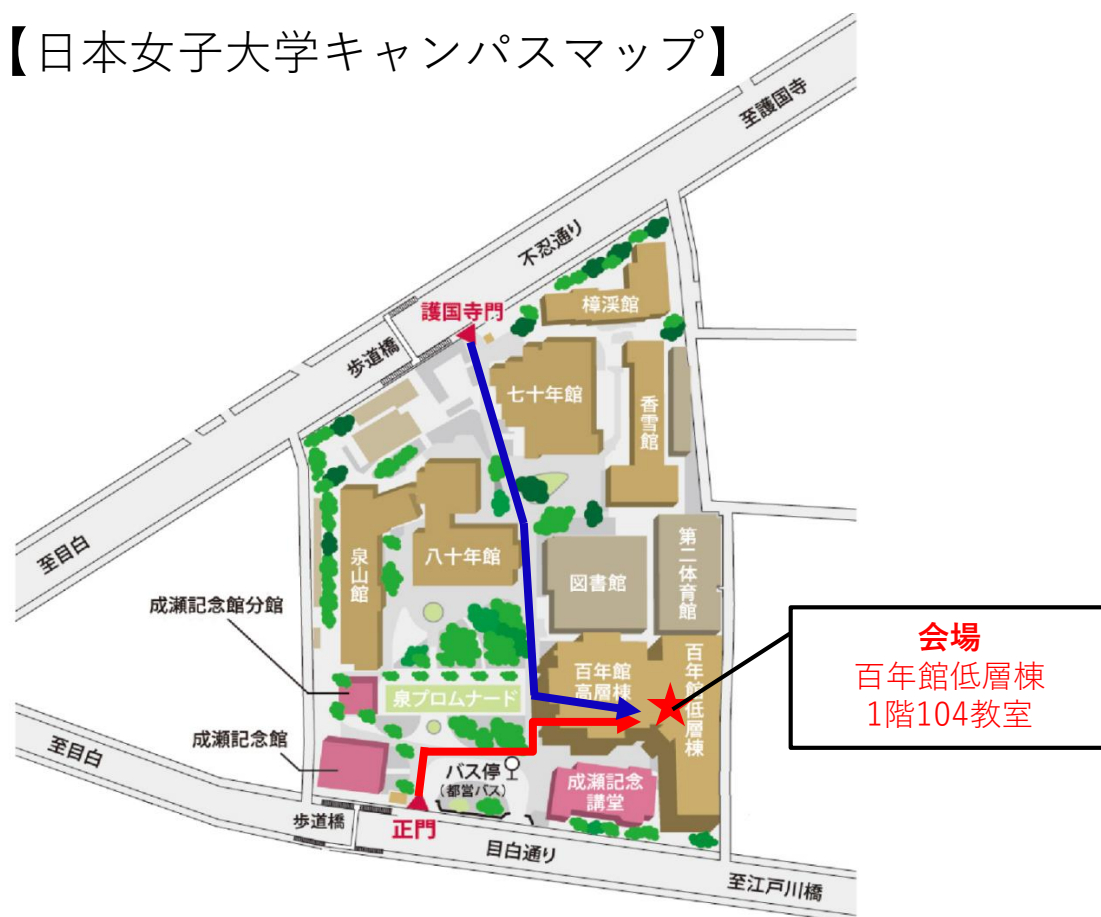 【日本女子大学キャンパスマップ】
至護国寺
不忍通り
護国寺門
樟渓館
歩道橋
七十年館
香雪館
至目白
泉山館
八十年館
図書館
第二体育館
成瀬記念館分館
会場
百年館低層棟
1階104教室
百年館
高層棟
百年館低層棟
泉プロムナード
成瀬記念館
至目白
バス停
(都営バス)
成瀬記念
講堂
歩道橋
正門
目白通り
至江戸川橋